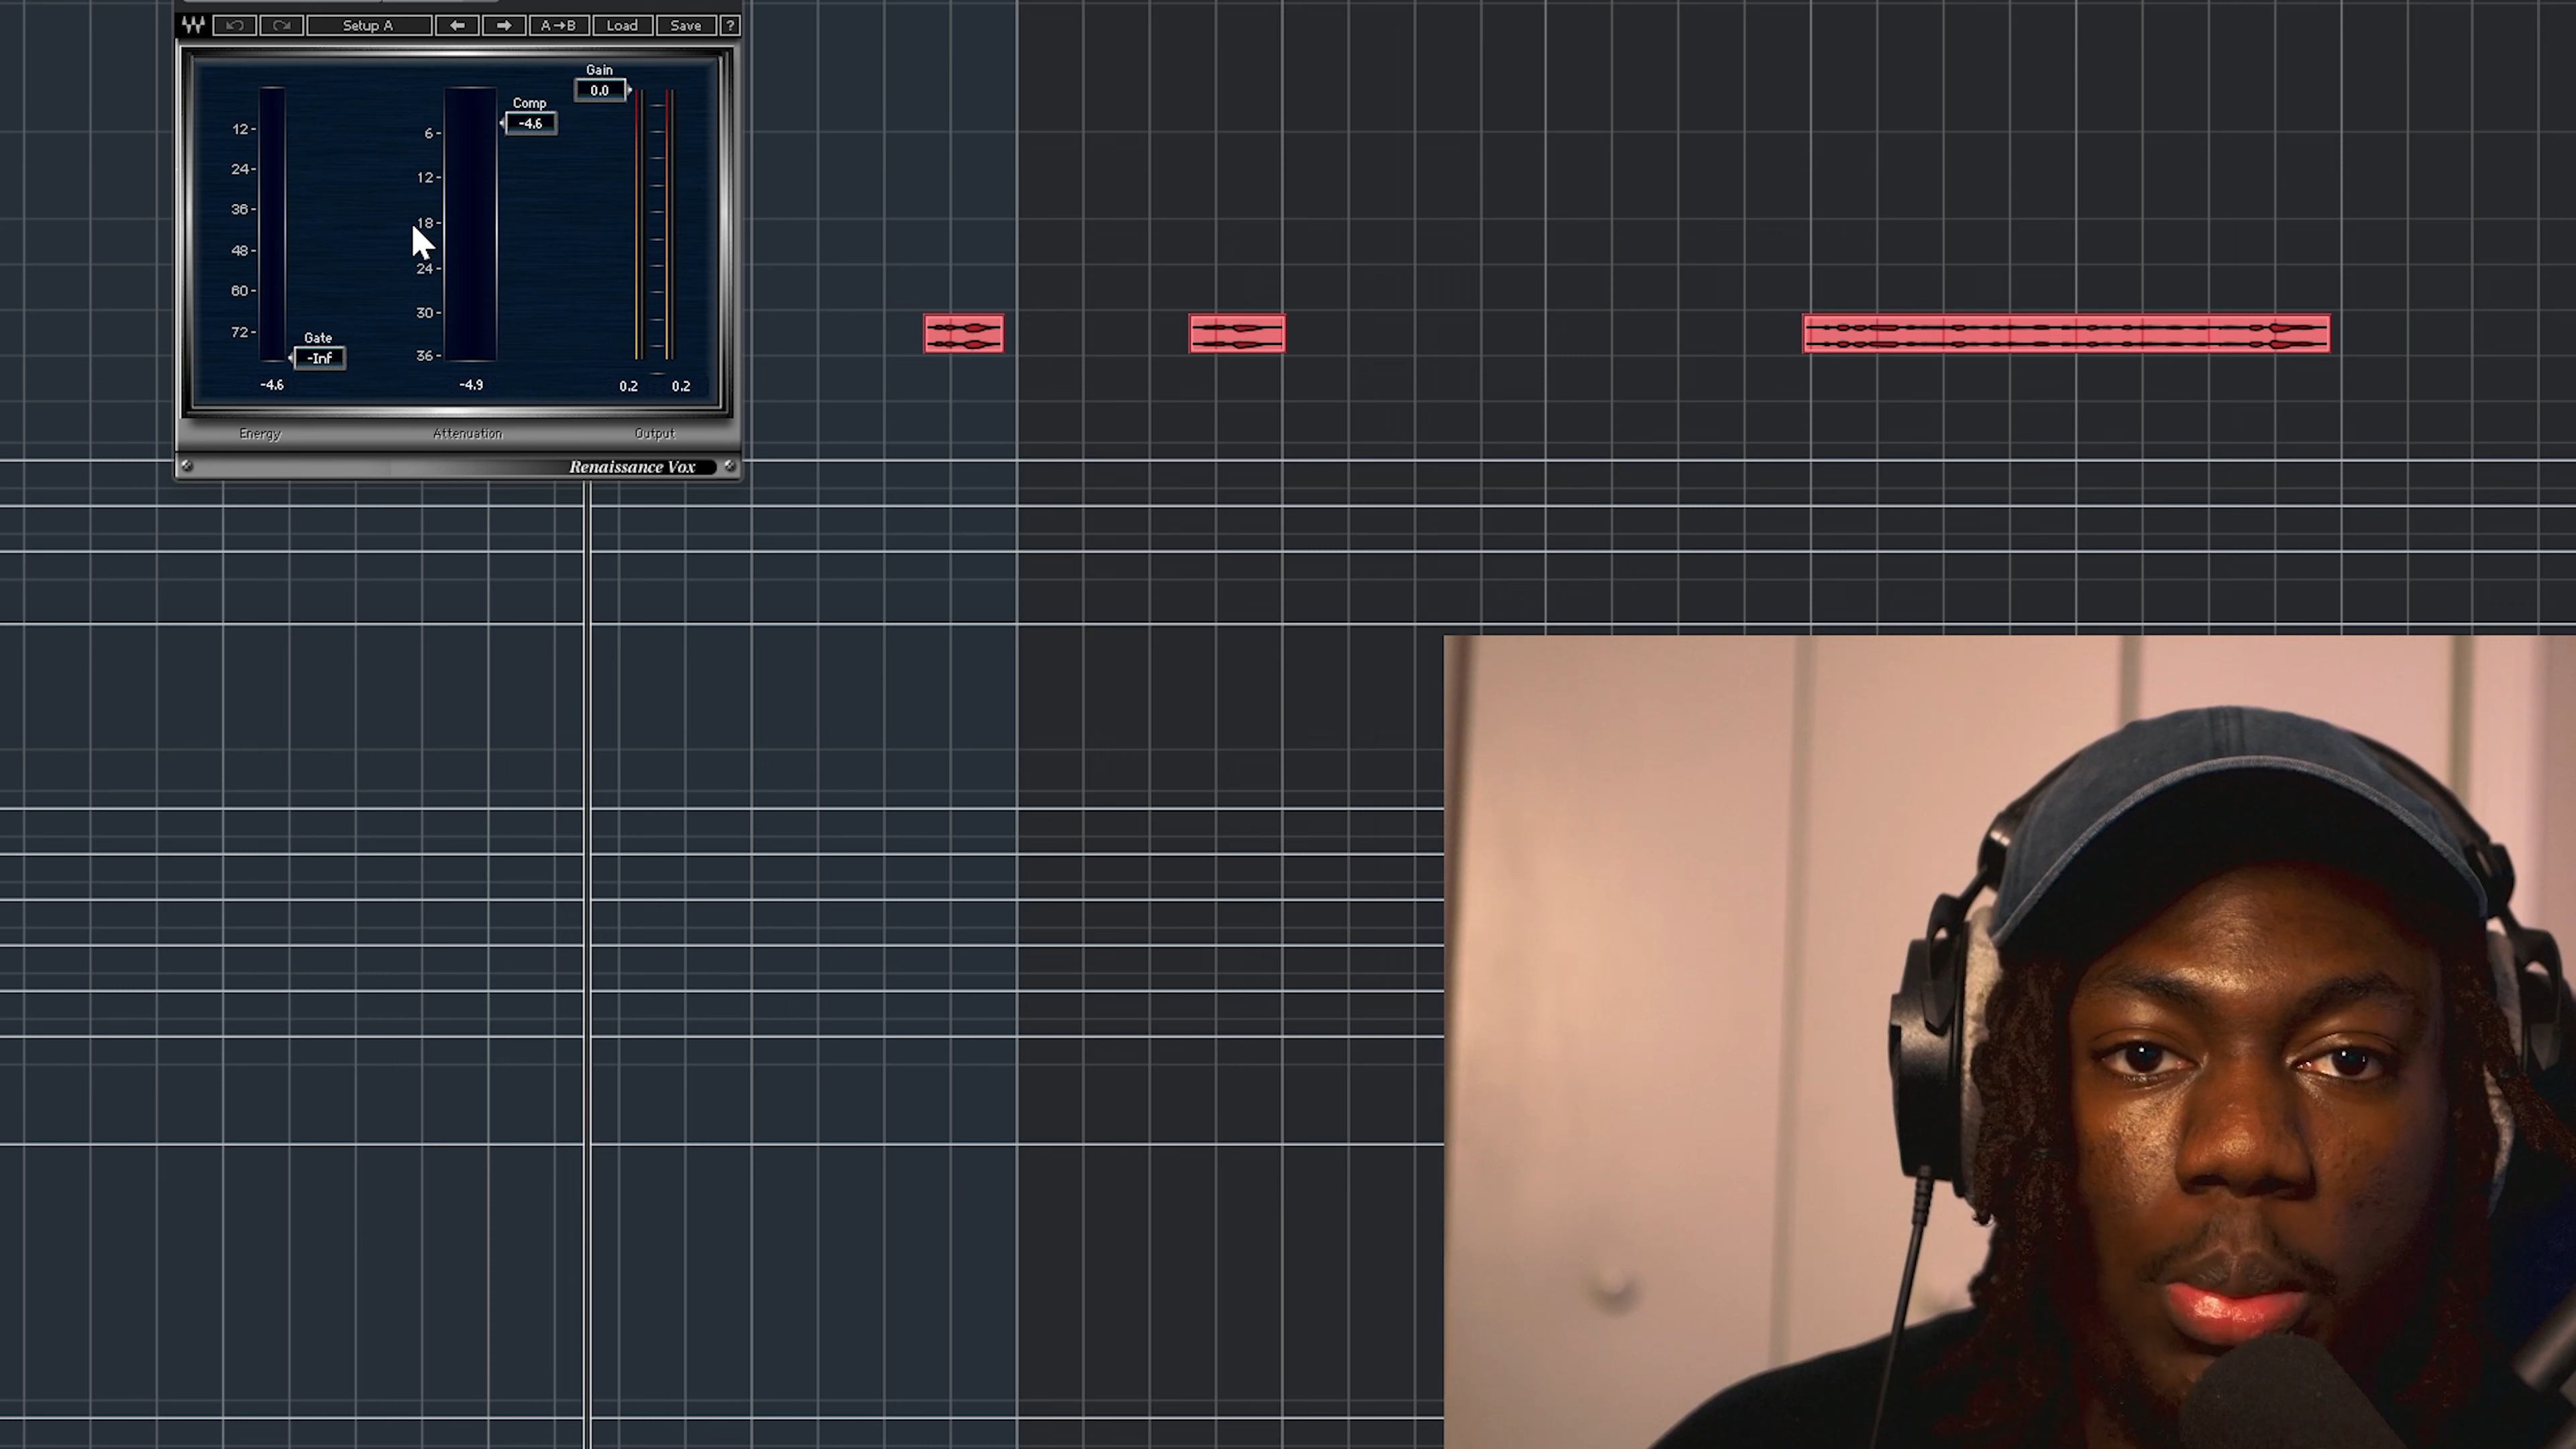 Setup A A→B Load Save ?
Gain
0.0
Comp
-4.6
12- 6-
24- 12-
36- 18-
48- 24-
60- 30-
72- 36-
Gate
-Inf
-4.6 -4.9 0.2 0.2
Energy Attenuation Output
Renaissance Vox